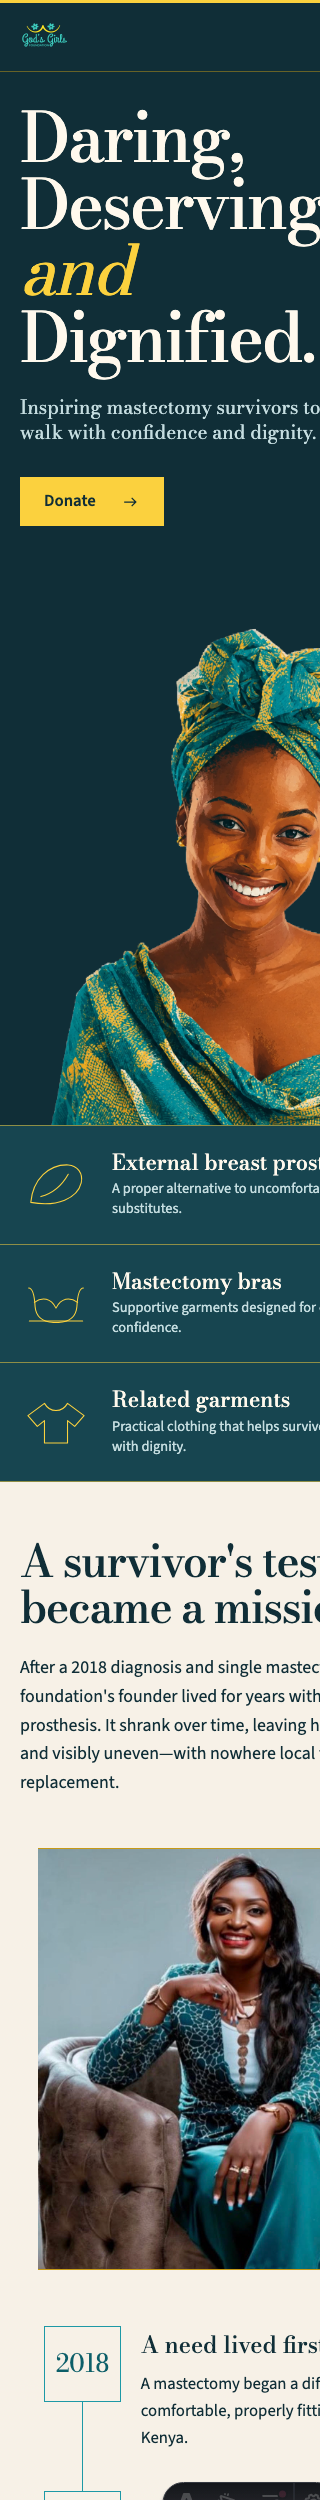 God's Girls
Daring,
Deserving
and
Dignified.
Inspiring mastectomy survivors to
walk with confidence and dignity.
Donate →
External breast prost
A proper alternative to uncomforta
substitutes.
Mastectomy bras
Supportive garments designed for
confidence.
Related garments
Practical clothing that helps surviv
with dignity.
A survivor's tes
became a missi
After a 2018 diagnosis and single mastec
foundation's founder lived for years with
prosthesis. It shrank over time, leaving h
and visibly uneven—with nowhere local
replacement.
2018
A need lived first
A mastectomy began a dif
comfortable, properly fitti
Kenya.